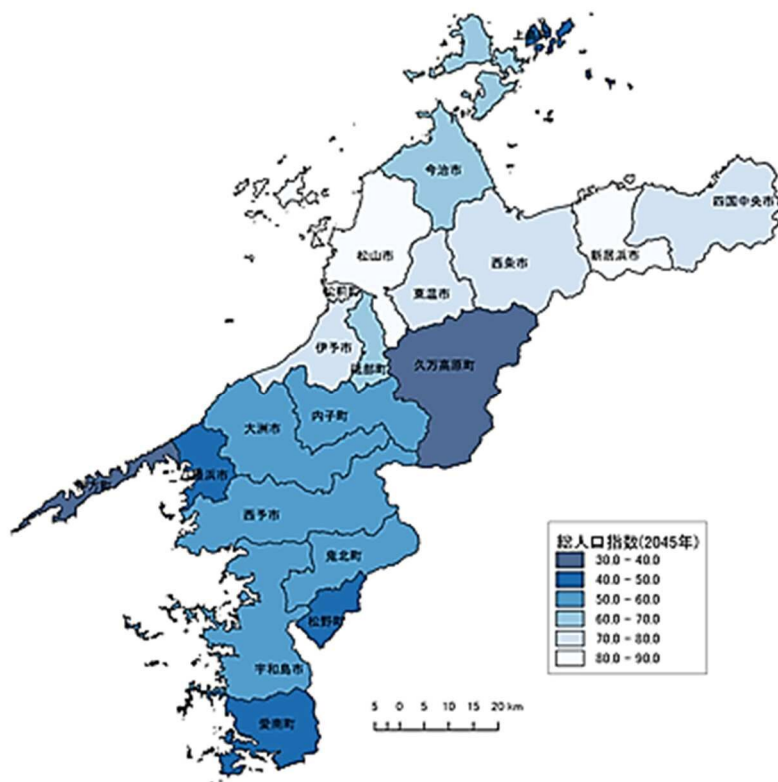 上
今治市
四国中央市
松山市
西条市
新居浜市
東温市
松前町
伊予市
砥部町
久万高原町
大洲市
内子町
八幡浜市
西予市
鬼北町
松野町
宇和島市
愛南町
総人口指数(2045年)
30.0 - 40.0
40.0 - 50.0
50.0 - 60.0
60.0 - 70.0
70.0 - 80.0
80.0 - 90.0
5 0 5 10 15 20 km